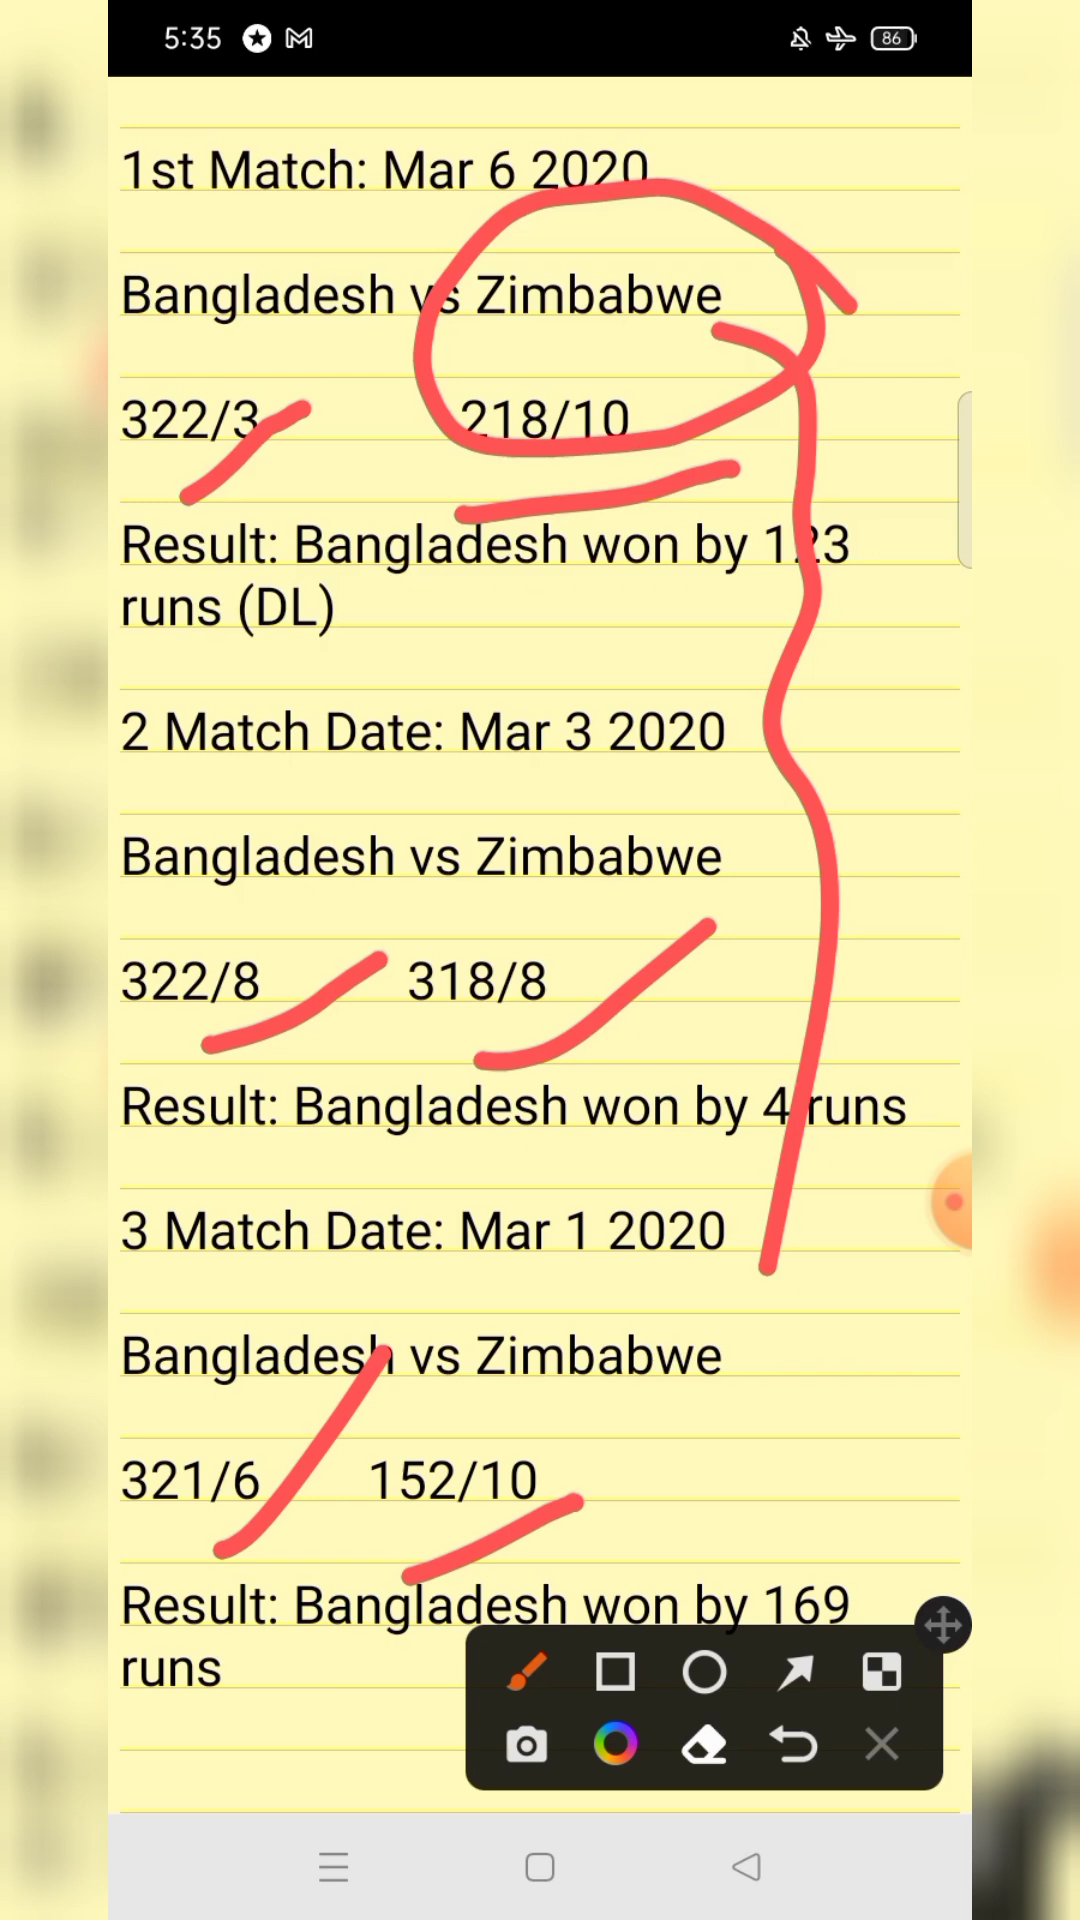 5:35
86
1st Match: Mar 6 2020
Bangladesh vs Zimbabwe
322/3 218/10
Result: Bangladesh won by 123
runs (DL)
2 Match Date: Mar 3 2020
Bangladesh vs Zimbabwe
322/8 318/8
Result: Bangladesh won by 4 runs
3 Match Date: Mar 1 2020
Bangladesh vs Zimbabwe
321/6 152/10
Result: Bangladesh won by 169
runs